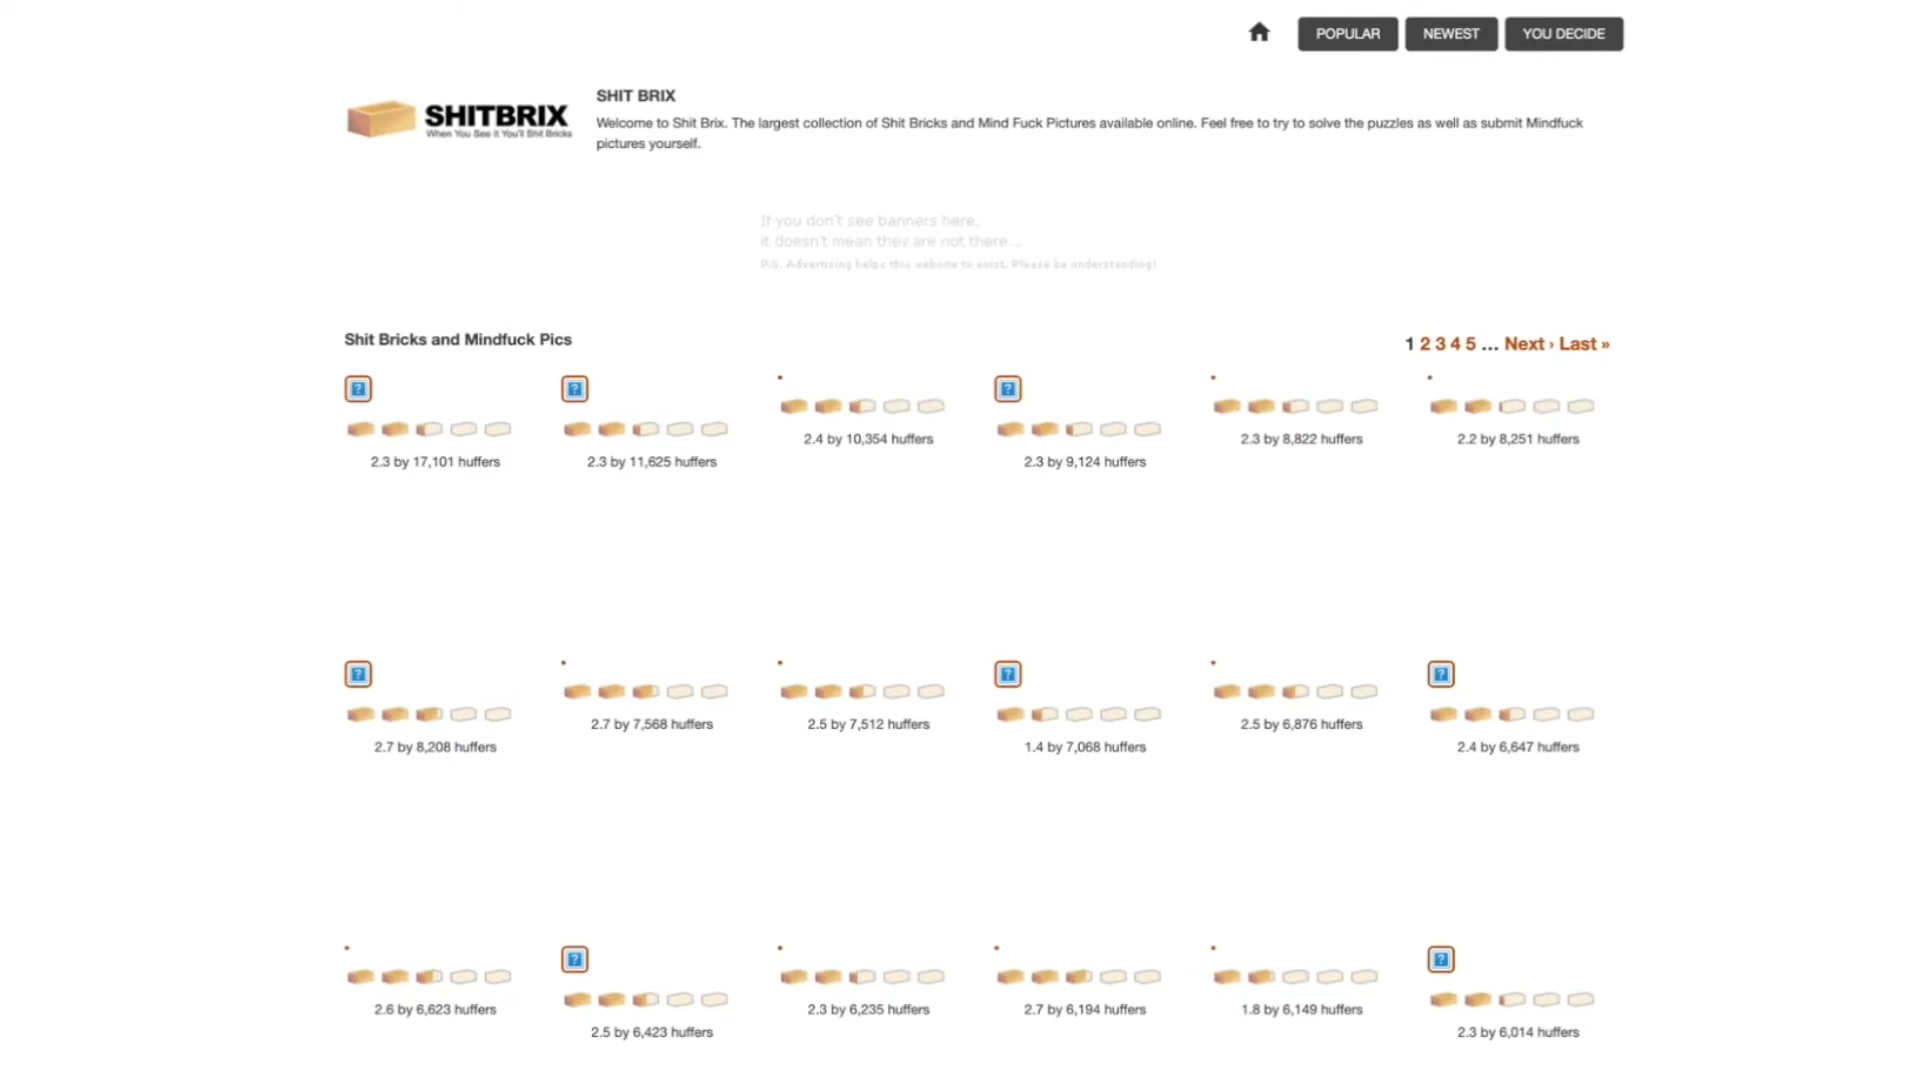 POPULAR NEWEST YOU DECIDE
SHITBRIX
When You See it You'll Shit Bricks
SHIT BRIX
Welcome to Shit Brix. The largest collection of Shit Bricks and Mind Fuck Pictures available online. Feel free to try to solve the puzzles as well as submit Mindfuck
pictures yourself.
If you don't see banners here,
it doesn't mean they are not there...
P.S. Advertising helps this website to exist. Please be understanding!
Shit Bricks and Mindfuck Pics
1 2 3 4 5 ... Next › Last »
? ? ?
2.4 by 10,354 huffers 2.3 by 8,822 huffers 2.2 by 8,251 huffers
2.3 by 17,101 huffers 2.3 by 11,625 huffers 2.3 by 9,124 huffers
? ? ?
2.7 by 7,568 huffers 2.5 by 7,512 huffers 2.5 by 6,876 huffers
2.7 by 8,208 huffers 1.4 by 7,068 huffers 2.4 by 6,647 huffers
? ?
2.6 by 6,623 huffers 2.3 by 6,235 huffers 2.7 by 6,194 huffers 1.8 by 6,149 huffers
2.5 by 6,423 huffers 2.3 by 6,014 huffers